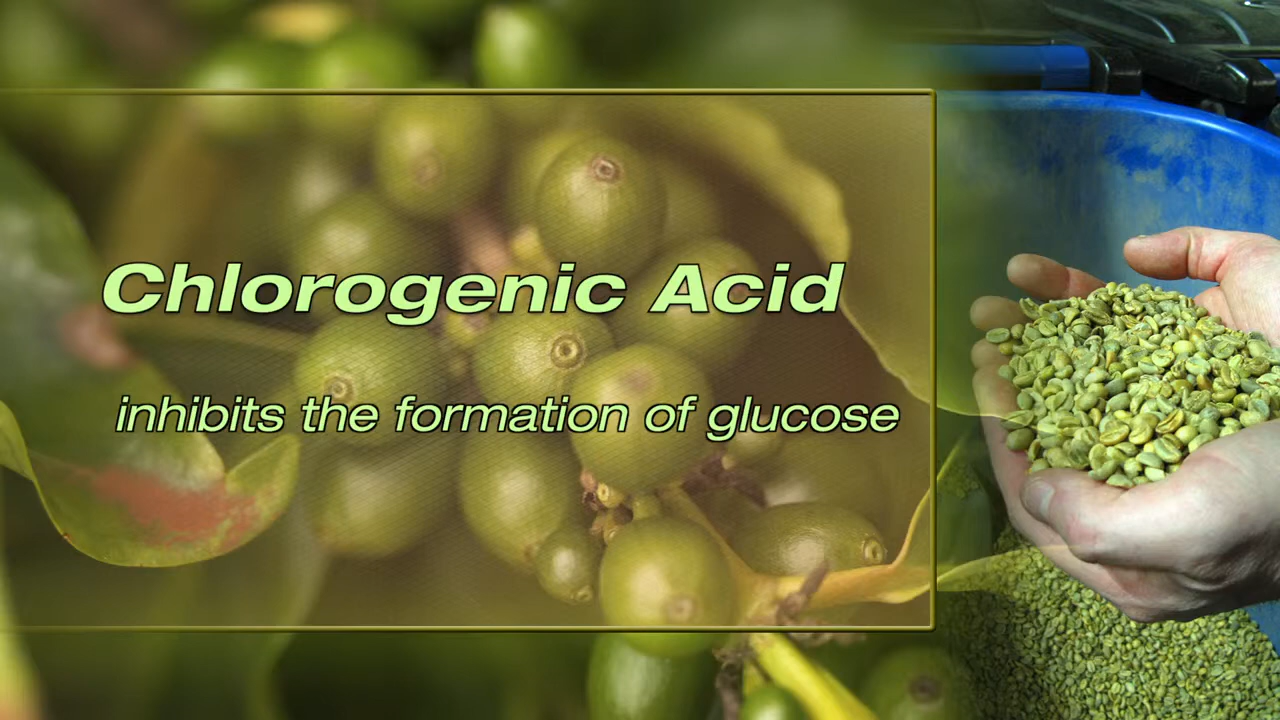 Chlorogenic Acid
inhibits the formation of glucose